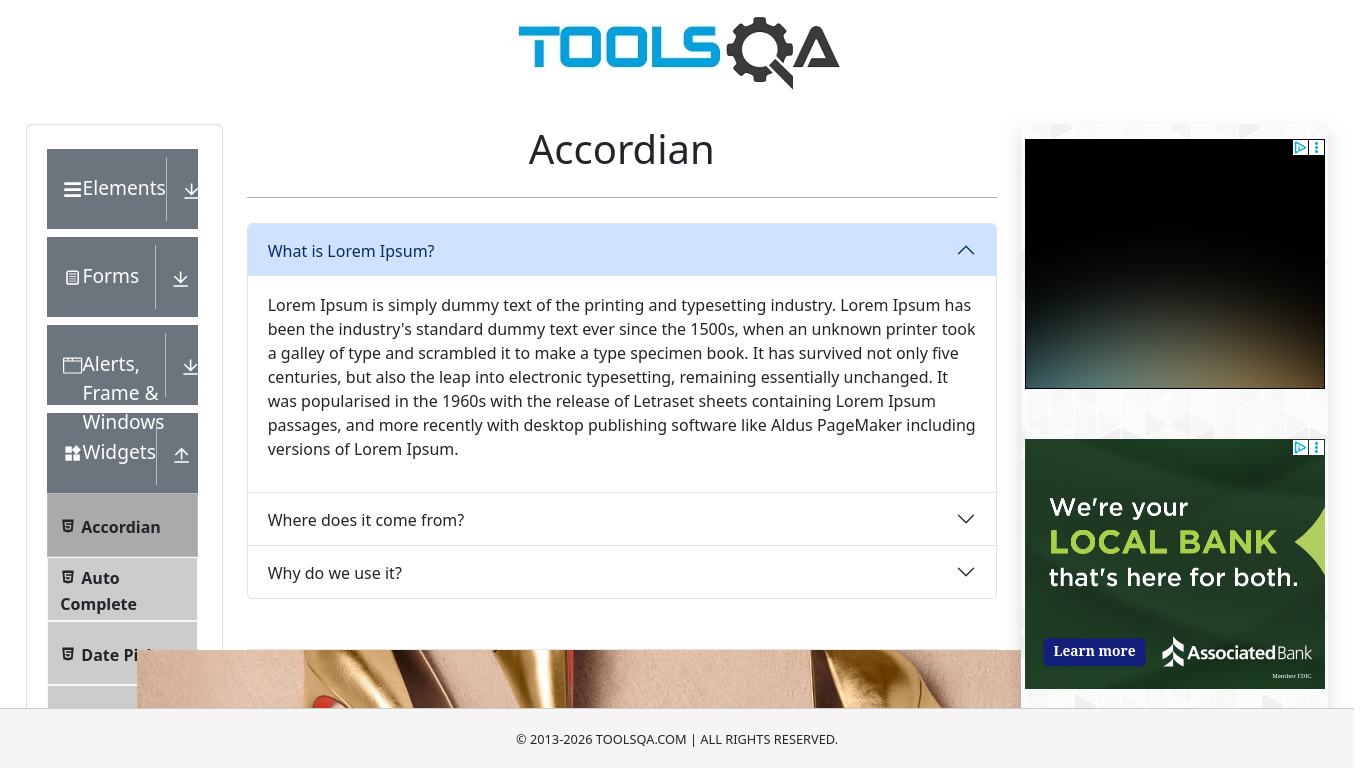 TOOLSQA
Elements
Forms
Alerts,
Frame &
Windows
Widgets
Accordian
Auto
Complete
Accordian
What is Lorem Ipsum?
Lorem Ipsum is simply dummy text of the printing and typesetting industry. Lorem Ipsum has
been the industry's standard dummy text ever since the 1500s, when an unknown printer took
a galley of type and scrambled it to make a type specimen book. It has survived not only five
centuries, but also the leap into electronic typesetting, remaining essentially unchanged. It
was popularised in the 1960s with the release of Letraset sheets containing Lorem Ipsum
passages, and more recently with desktop publishing software like Aldus PageMaker including
versions of Lorem Ipsum.
Where does it come from?
Why do we use it?
We're your
LOCAL BANK
that's here for both.
Learn more
AssociatedBank
Member FDIC.
Date
© 2013-2026 TOOLSQA.COM | ALL RIGHTS RESERVED.